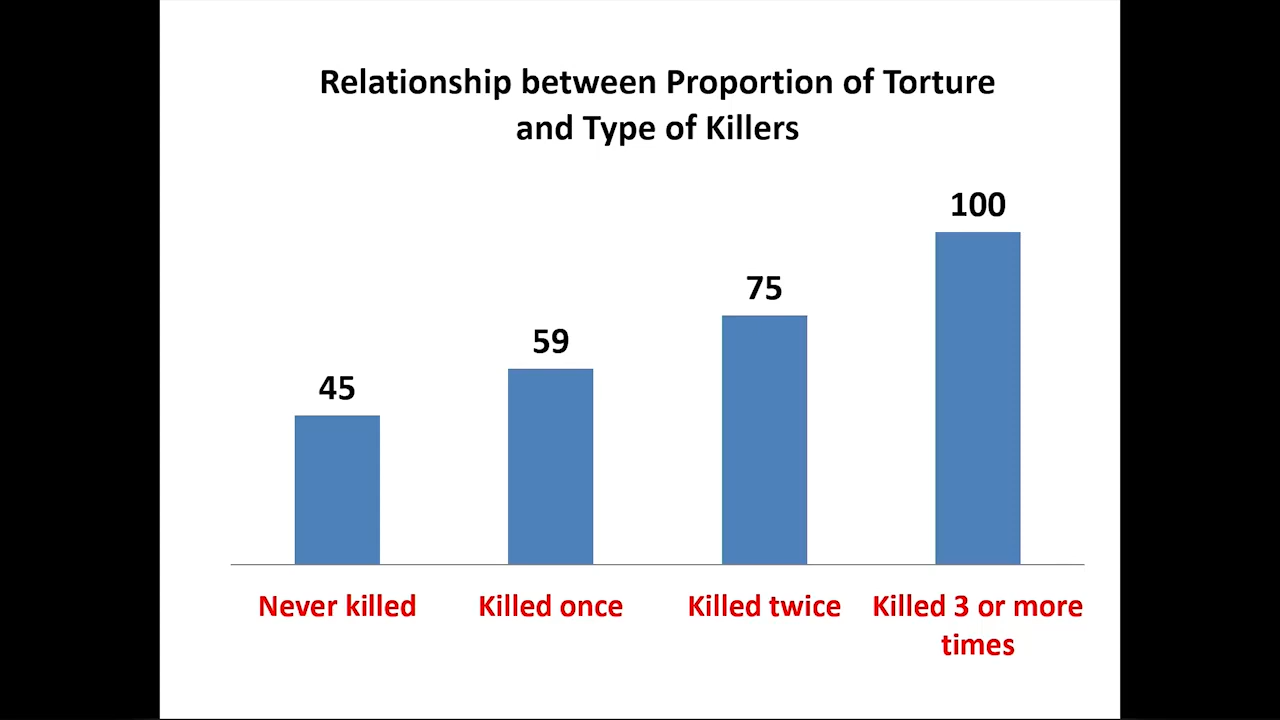 Relationship between Proportion of Torture
and Type of Killers
45
59
75
100
Never killed
Killed once
Killed twice
Killed 3 or more
times